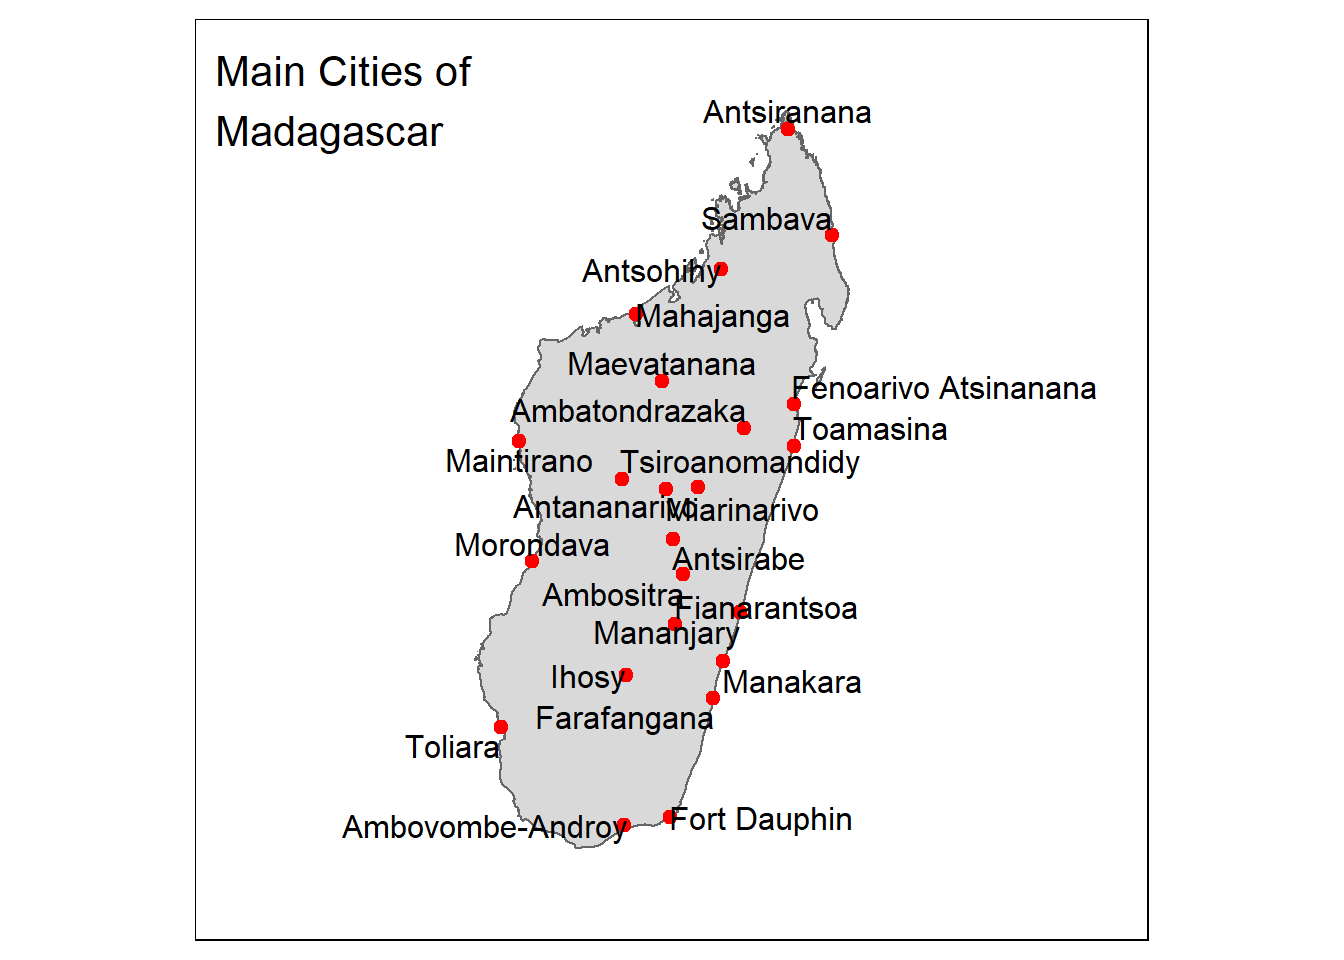 Main Cities of
Madagascar
Antsiranana
Sambava
Antsohihy
Mahajanga
Maevatanana
Fenoarivo Atsinanana
Ambatondrazaka
Toamasina
Maintirano
Tsiroanomandidy
Antananarivo
Miarinarivo
Morondava
Antsirabe
Ambositra
Fianarantsoa
Mananjary
Ihosy
Manakara
Farafangana
Toliara
Fort Dauphin
Ambovombe-Androy